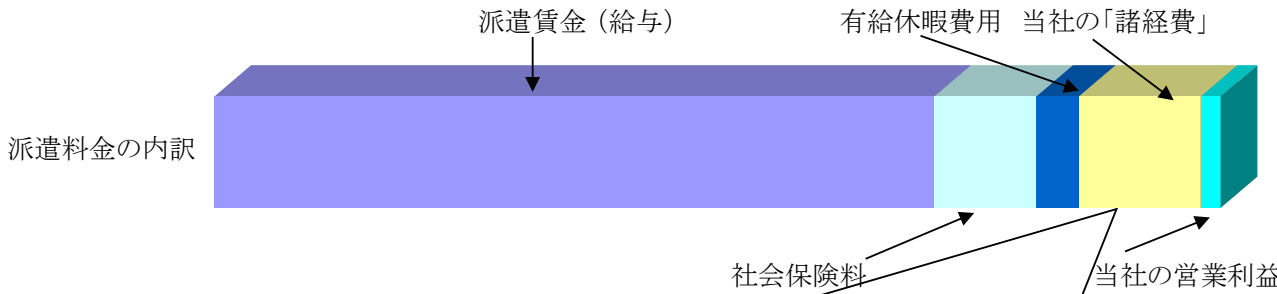 派遣賃金（給与）
有給休暇費用
当社の「諸経費」
派遣料金の内訳
社会保険料
当社の営業利益